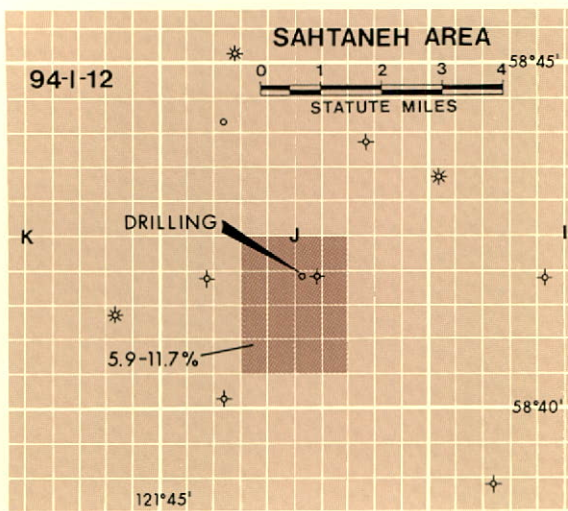 SAHTANEH AREA
58°45'
94-I-12
0 1 2 3 4
STATUTE MILES
DRILLING
K J I
5.9-11.7%
58°40'
121°45'